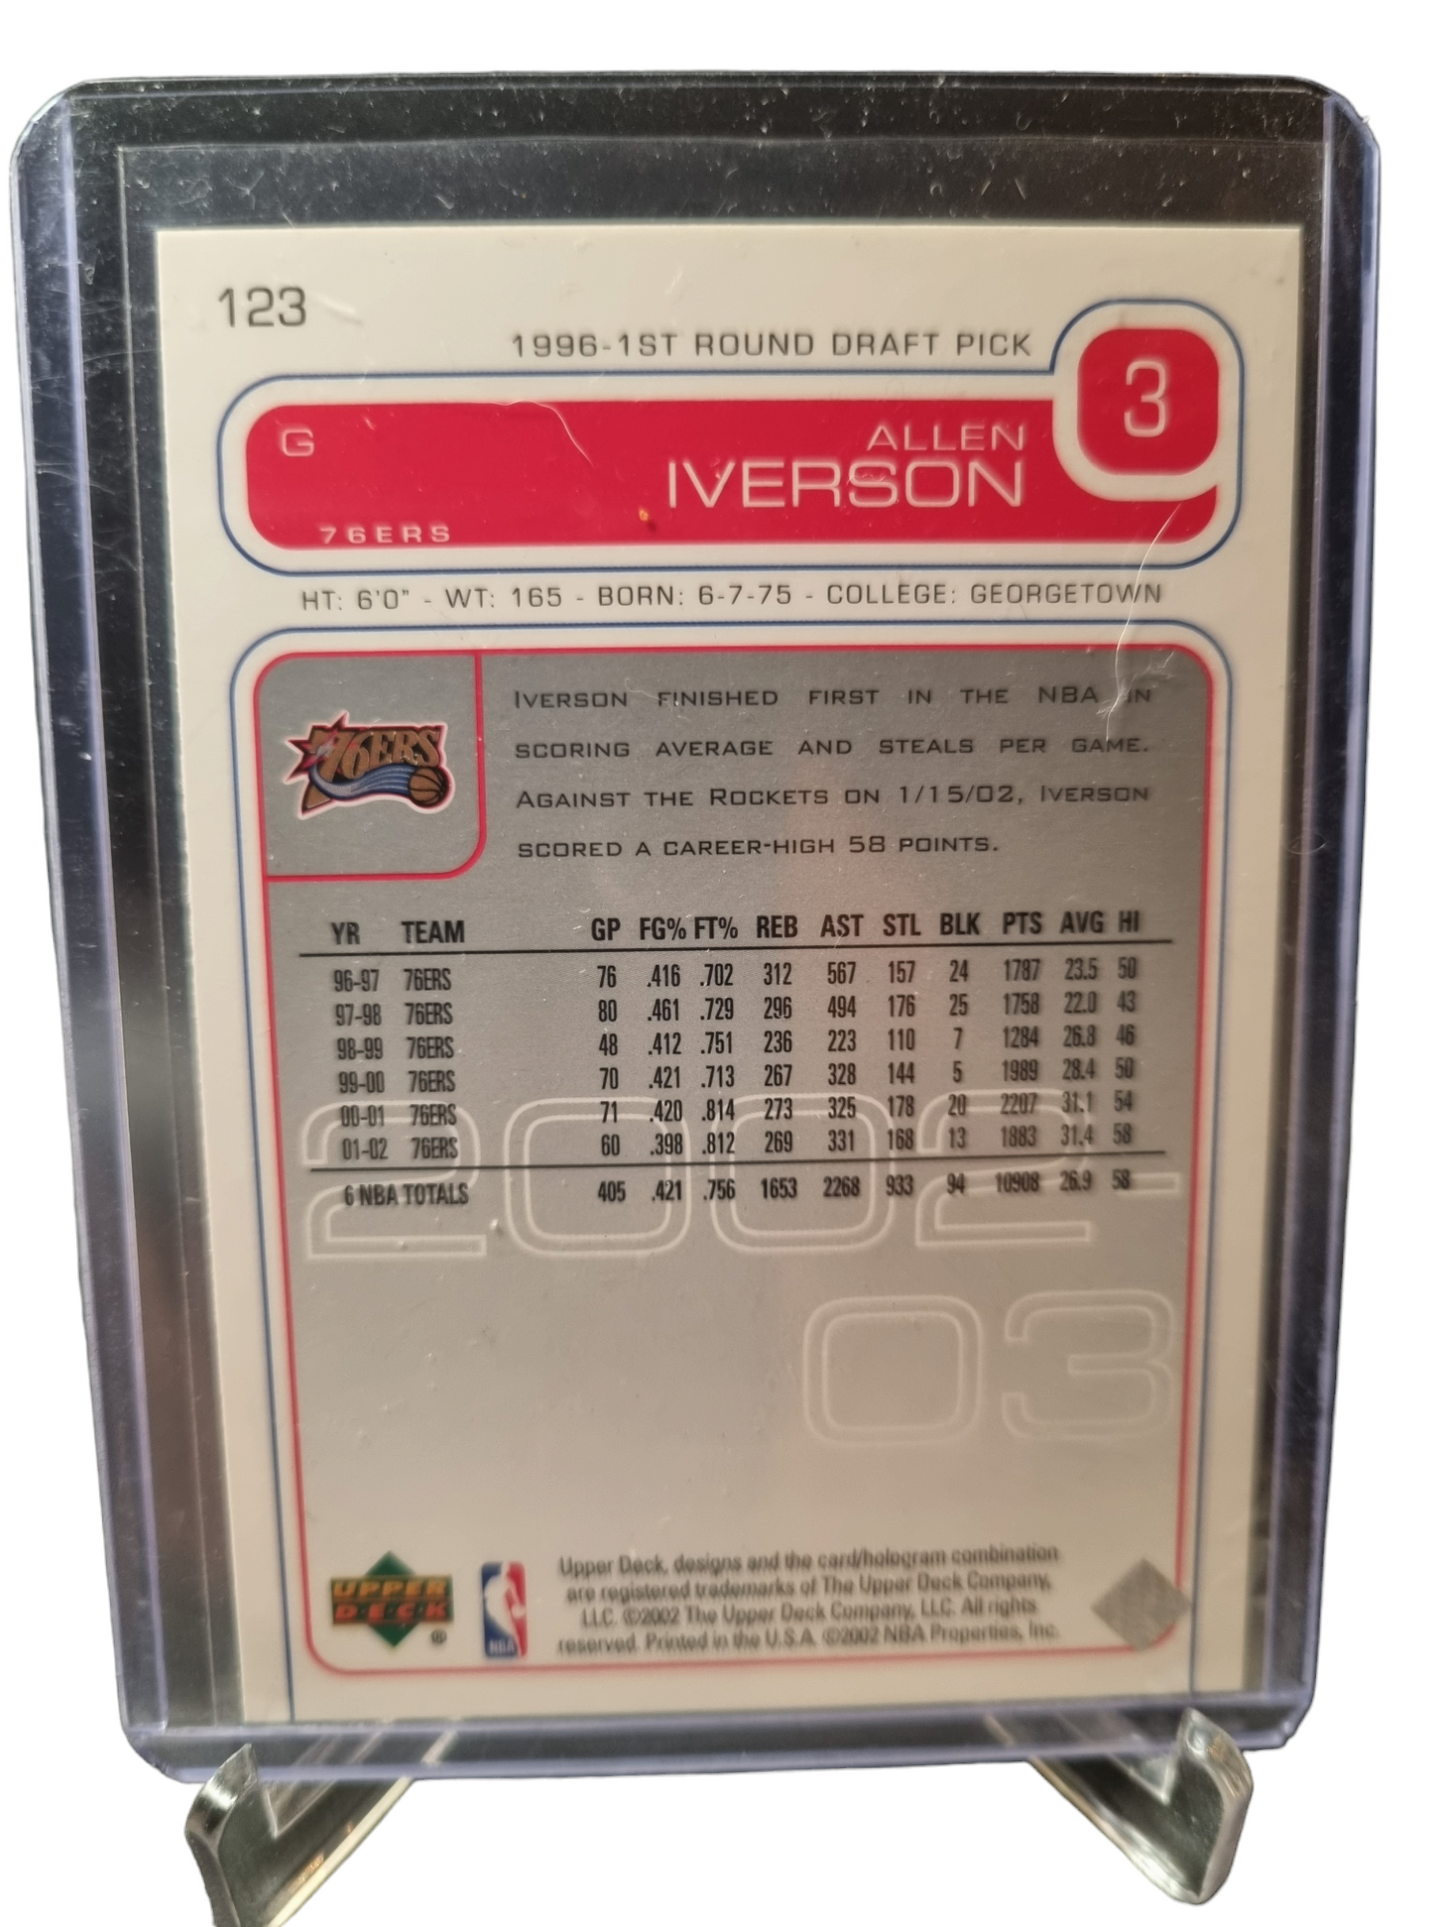 123
1996-1ST ROUND DRAFT PICK
3
G
ALLEN
IVERSON
76ERS
HT: 6'0" - WT: 165 - BORN: 6-7-75 - COLLEGE: GEORGETOWN
76ERS
IVERSON FINISHED FIRST IN THE NBA IN
SCORING AVERAGE AND STEALS PER GAME.
AGAINST THE ROCKETS ON 1/15/02, IVERSON
SCORED A CAREER-HIGH 58 POINTS.
YR TEAM GP FG% FT% REB AST STL BLK PTS AVG HI
96-97 76ERS 76 .416 .702 312 567 157 24 1787 23.5 50
97-98 76ERS 80 .461 .729 296 494 176 25 1758 22.0 43
98-99 76ERS 48 .412 .751 236 223 110 7 1284 26.8 46
99-00 76ERS 70 .421 .713 267 328 144 5 1989 28.4 50
00-01 76ERS 71 .420 .814 273 325 178 20 2207 31.1 54
01-02 76ERS 60 .398 .812 269 331 168 13 1883 31.4 58
6 NBA TOTALS 405 .421 .756 1653 2268 933 94 10908 26.9 58
2002
03
UPPER
DECK
®
NBA
Upper Deck, designs and the card/hologram combination
are registered trademarks of The Upper Deck Company,
LLC. ©2002 The Upper Deck Company, LLC. All rights
reserved. Printed in the U.S.A. ©2002 NBA Properties, Inc.